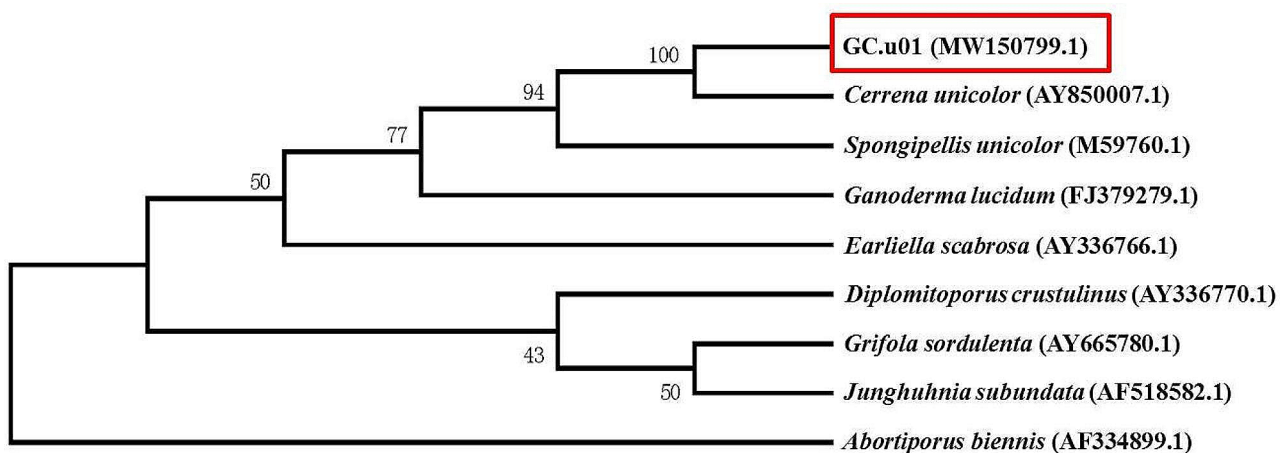 GC.u01 (MW150799.1)
100
Cerrena unicolor (AY850007.1)
94
Spongipellis unicolor (M59760.1)
77
Ganoderma lucidum (FJ379279.1)
50
Earliella scabrosa (AY336766.1)
Diplomitoporus crustulinus (AY336770.1)
43
Grifola sordulenta (AY665780.1)
50
Junghuhnia subundata (AF518582.1)
Abortiporus biennis (AF334899.1)